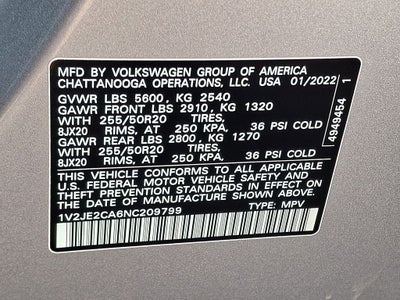 MFD BY VOLKSWAGEN GROUP OF AMERICA
CHATTANOOGA OPERATIONS, LLC. USA 01/2022
GVWR LBS 5600, KG 2540
GAWR FRONT LBS 2910, KG 1320
WITH 255/50R20 TIRES,
8JX20 RIMS, AT 250 KPA, 36 PSI COLD
GAWR REAR LBS 2800, KG 1270
WITH 255/50R20 TIRES,
8JX20 RIMS, AT 250 KPA, 36 PSI COLD
THIS VEHICLE CONFORMS TO ALL APPLICABLE
U.S. FEDERAL MOTOR VEHICLE SAFETY AND
THEFT PREVENTION STANDARDS IN EFFECT ON
THE DATE OF MANUFACTURE SHOWN ABOVE.
1V2JE2CA6NC209799 TYPE: MPV
4949454 1